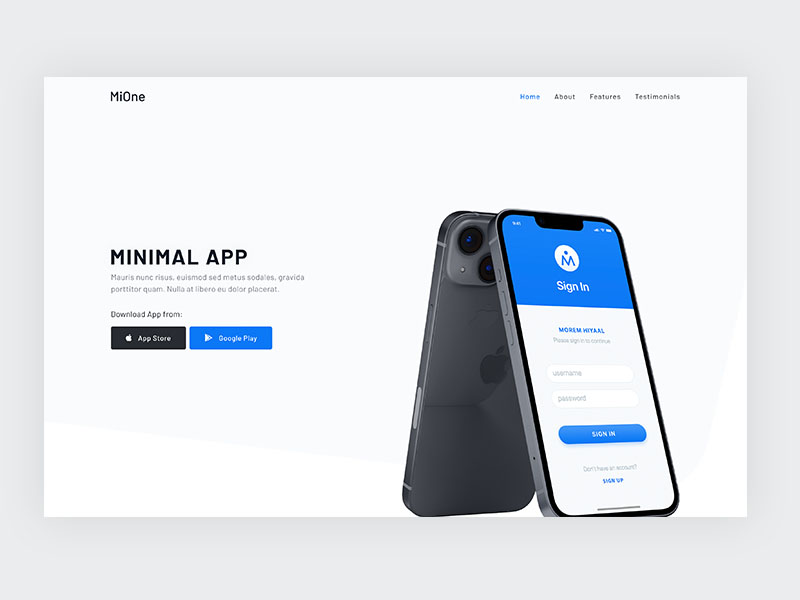 MiOne
Home About Features Testimonials
MINIMAL APP
Mauris nunc risus, euismod sed metus sodales, gravida
porttitor quam. Nulla at libero eu dolor placerat.
Download App from:
App Store Google Play
9:41
Sign In
MOREM HIYAAL
Please sign in to continue
username
password
SIGN IN
Don't have an account?
SIGN UP